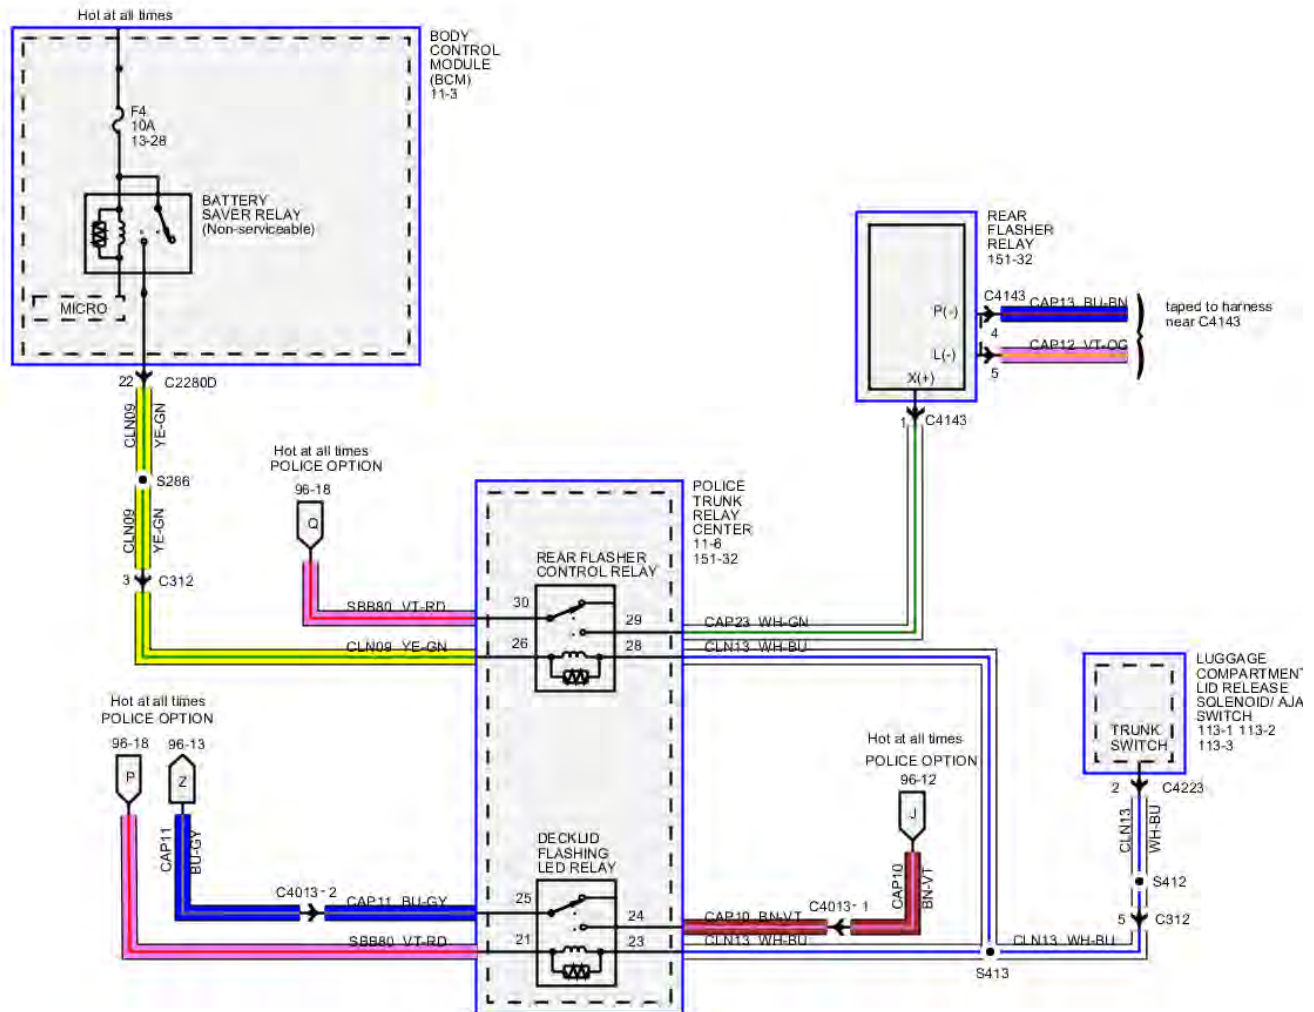 Hot at all times
BODY
CONTROL
MODULE
(BCM)
11-3
F4
10A
13-28
BATTERY
SAVER RELAY
(Non-serviceable)
MICRO
22
C2280D
CLN09
YE-GN
S286
CLN09
YE-GN
3
C312
REAR
FLASHER
RELAY
151-32
C4143
P(-)
CAP13 BU-BN
4
L(-)
CAP12 VT-OG
5
taped to harness
near C4143
X(+)
1
C4143
Hot at all times
POLICE OPTION
96-18
Q
POLICE
TRUNK
RELAY
CENTER
11-6
151-32
REAR FLASHER
CONTROL RELAY
SBB80 VT-RD
30
29
CAP23 WH-GN
CLN09 YE-GN
26
28
CLN13 WH-BU
LUGGAGE
COMPARTMENT
LID RELEASE
SOLENOID/ AJA
SWITCH
113-1 113-2
113-3
TRUNK
SWITCH
2
C4223
CLN13
WH-BU
S412
5
C312
Hot at all times
POLICE OPTION
96-18
96-13
P
Z
CAP11
BU-GY
Hot at all times
POLICE OPTION
96-12
J
CAP10
BN-VT
DECKLID
FLASHING
LED RELAY
C4013-2
CAP11 BU-GY
25
24
CAP10 BN-VT
C4013-1
SBB80 VT-RD
21
23
CLN13 WH-BU
CLN13 WH-BU
S413